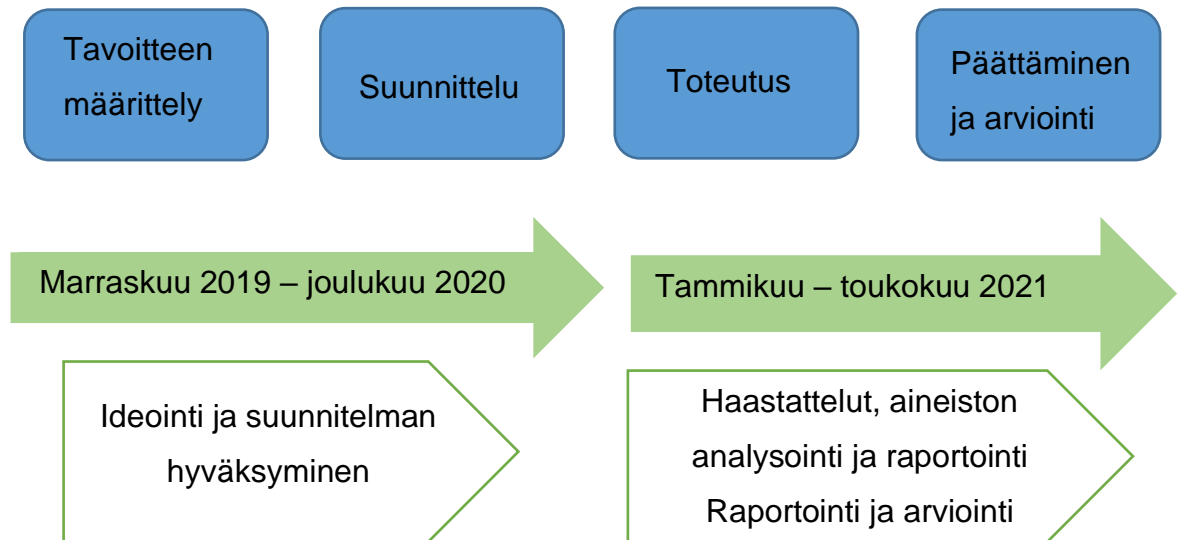 Tavoitteen
määrittely
Suunnittelu
Toteutus
Päättäminen
ja arviointi
Marraskuu 2019 – joulukuu 2020
Tammikuu – toukokuu 2021
Ideointi ja suunnitelman
hyväksyminen
Haastattelut, aineiston
analysointi ja raportointi
Raportointi ja arviointi